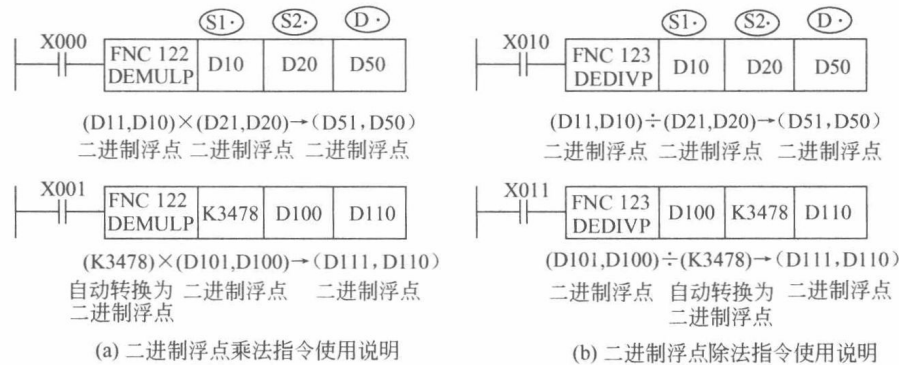 S1· S2· D·
X000
FNC 122 DEMULP D10 D20 D50
(D11,D10)×(D21,D20)→(D51,D50)
二进制浮点 二进制浮点 二进制浮点
X001
FNC 122 DEMULP K3478 D100 D110
(K3478)×(D101,D100)→(D111,D110)
自动转换为 二进制浮点 二进制浮点
二进制浮点
(a) 二进制浮点乘法指令使用说明
S1· S2· D·
X010
FNC 123 DEDIVP D10 D20 D50
(D11,D10)÷(D21,D20)→(D51,D50)
二进制浮点 二进制浮点 二进制浮点
X011
FNC 123 DEDIVP D100 K3478 D110
(D101,D100)÷(K3478)→(D111,D110)
二进制浮点 自动转换为 二进制浮点
二进制浮点
(b) 二进制浮点除法指令使用说明